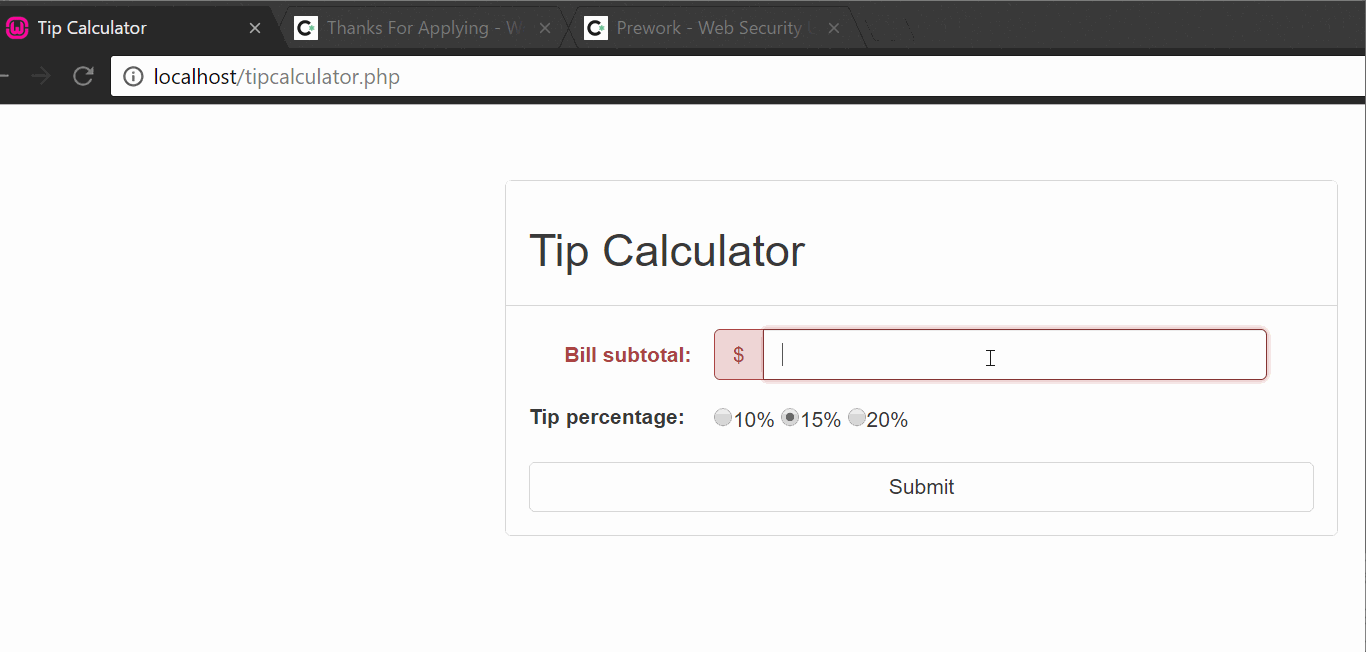 Tip Calculator
Thanks For Applying - W
Prework - Web Security
localhost/tipcalculator.php
Tip Calculator
Bill subtotal: $
Tip percentage: 10% 15% 20%
Submit